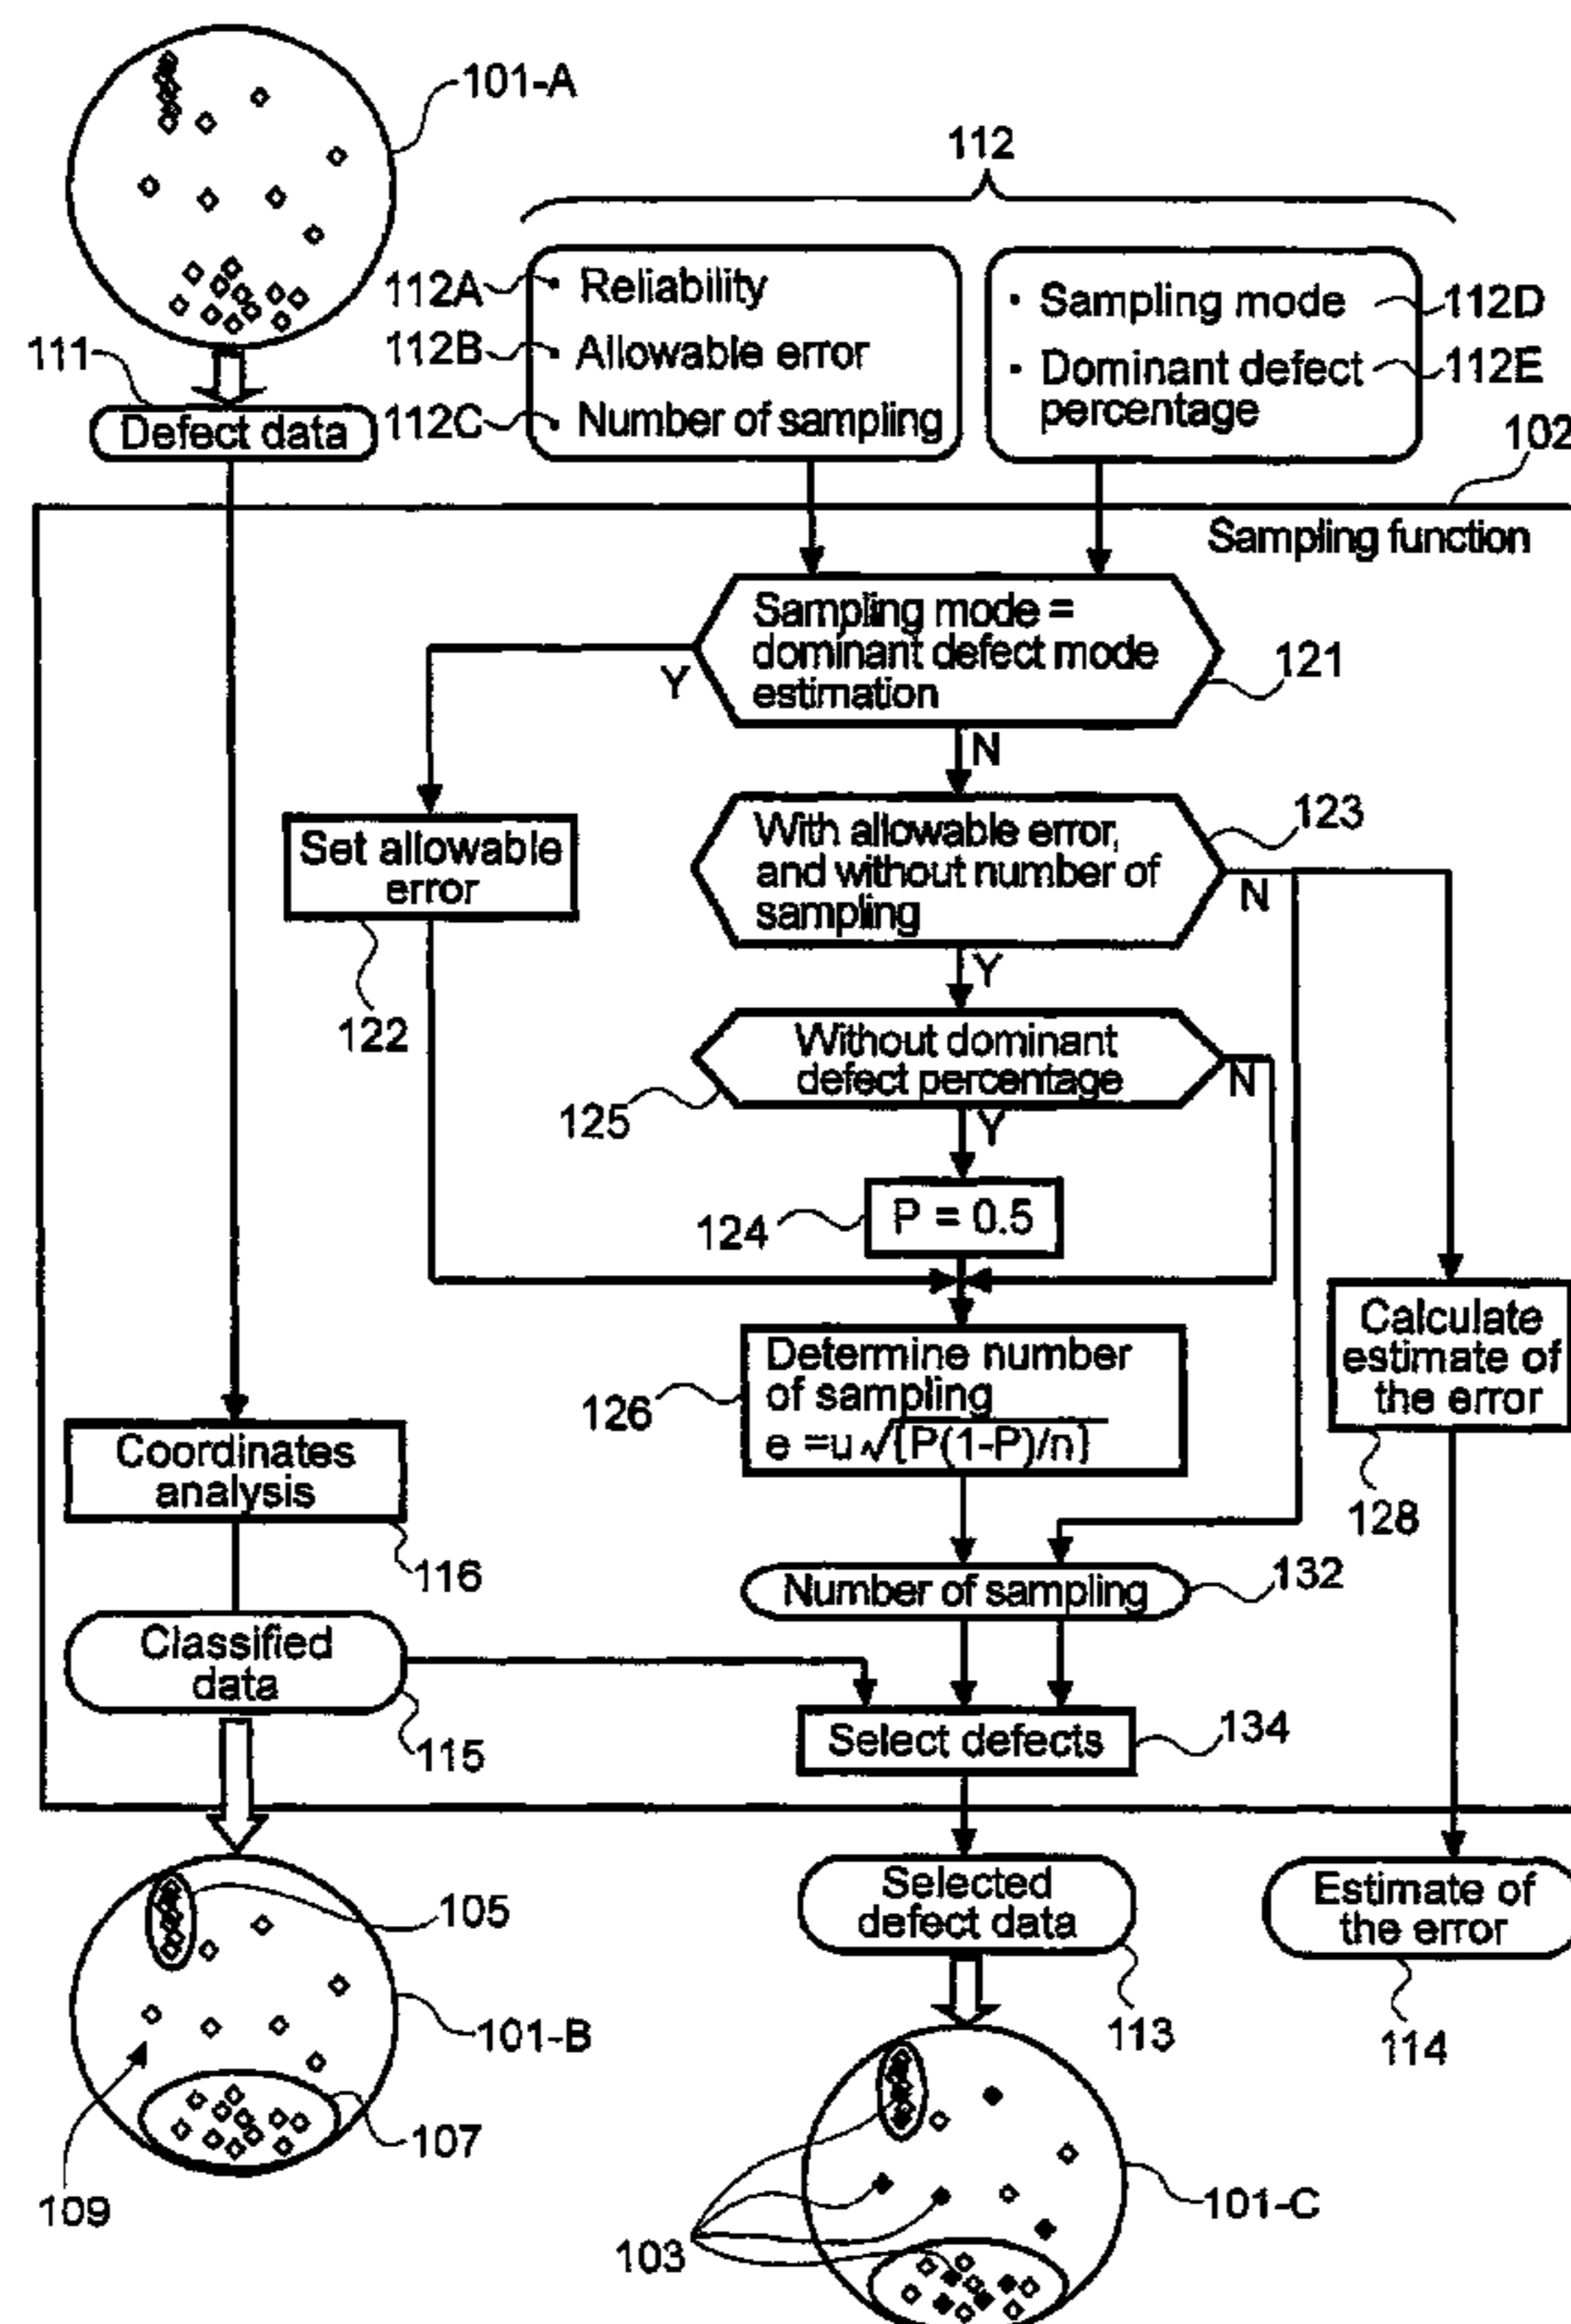 101-A
112
112A
• Reliability
112B
• Allowable error
112C
• Number of sampling
• Sampling mode
112D
• Dominant defect
percentage
112E
111
Defect data
102
Sampling function
Sampling mode =
dominant defect mode
estimation
121
Y
N
Set allowable
error
122
With allowable error,
and without number of
sampling
123
N
Y
Without dominant
defect percentage
125
N
Y
P = 0.5
124
Determine number
of sampling
e =u√{P(1-P)/n}
126
Calculate
estimate of
the error
128
Coordinates
analysis
116
Number of sampling
132
Classified
data
115
Select defects
134
Selected
defect data
113
Estimate of
the error
114
105
101-B
107
109
101-C
103